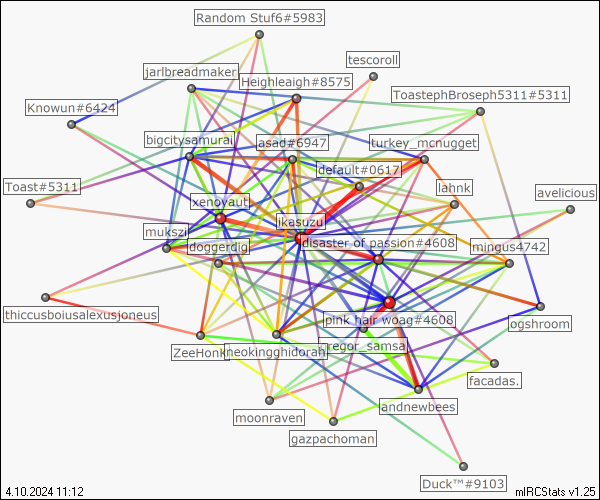 Random Stuf6#5983
tescoroll
jarlbreadmaker
Heighleigh#8575
ToastephBroseph5311#5311
Knowun#6424
bigcitysamurai
asad#6947
turkey_mcnugget
default#0617
Toast#5311
xenoyaut
lahnk
avelicious
mukszi
ikasuzu
doggerdig
disaster of passion#4608
mingus4742
thiccusboiusalexusjoneus
pink hair woag#4608
ogshroom
ZeeHonk
neokingghidorah
regor_samsa
facadas.
moonraven
landnewbees
gazpachoman
Duck™#9103
4.10.2024 11:12
mIRCStats v1.25